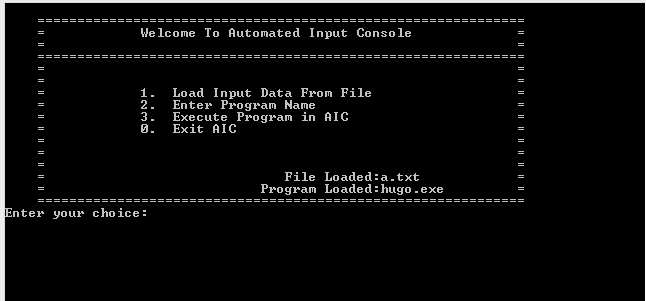 Welcome To Automated Input Console
1. Load Input Data From File
2. Enter Program Name
3. Execute Program in AIC
0. Exit AIC
File Loaded:a.txt
Program Loaded:hugo.exe
Enter your choice: